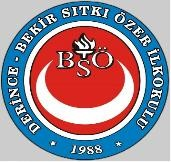 DERİNCE - BEKİR SITKI ÖZER İLKOKULU
BSÖ
1988